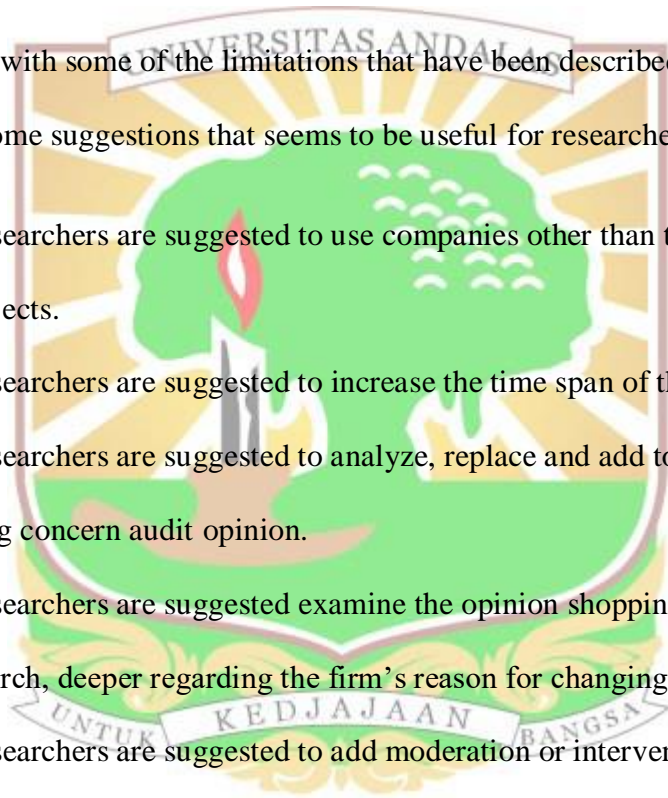 UNIVERSITAS ANDALAS
with some of the limitations that have been described
ome suggestions that seems to be useful for researche
searchers are suggested to use companies other than t
ects.
searchers are suggested to increase the time span of th
searchers are suggested to analyze, replace and add to
g concern audit opinion.
searchers are suggested examine the opinion shoppin
rch, deeper regarding the firm’s reason for changing
UNTUK KEDJAJAAN BANGSA
searchers are suggested to add moderation or interven